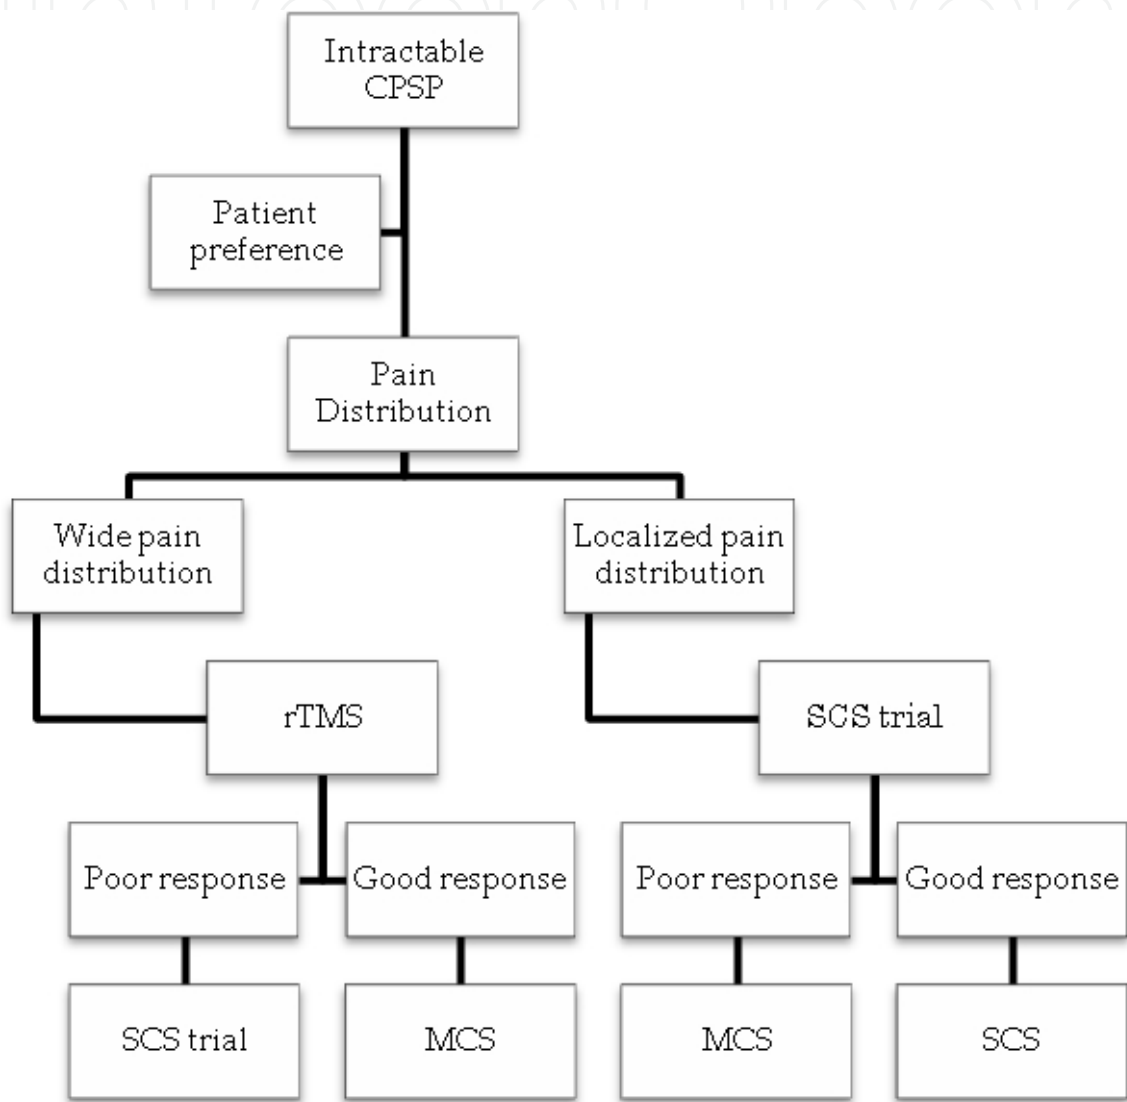 Intractable
CPSP
Patient
preference
Pain
Distribution
Wide pain
distribution
Localized pain
distribution
rTMS
SCS trial
Poor response
Good response
Poor response
Good response
SCS trial
MCS
MCS
SCS